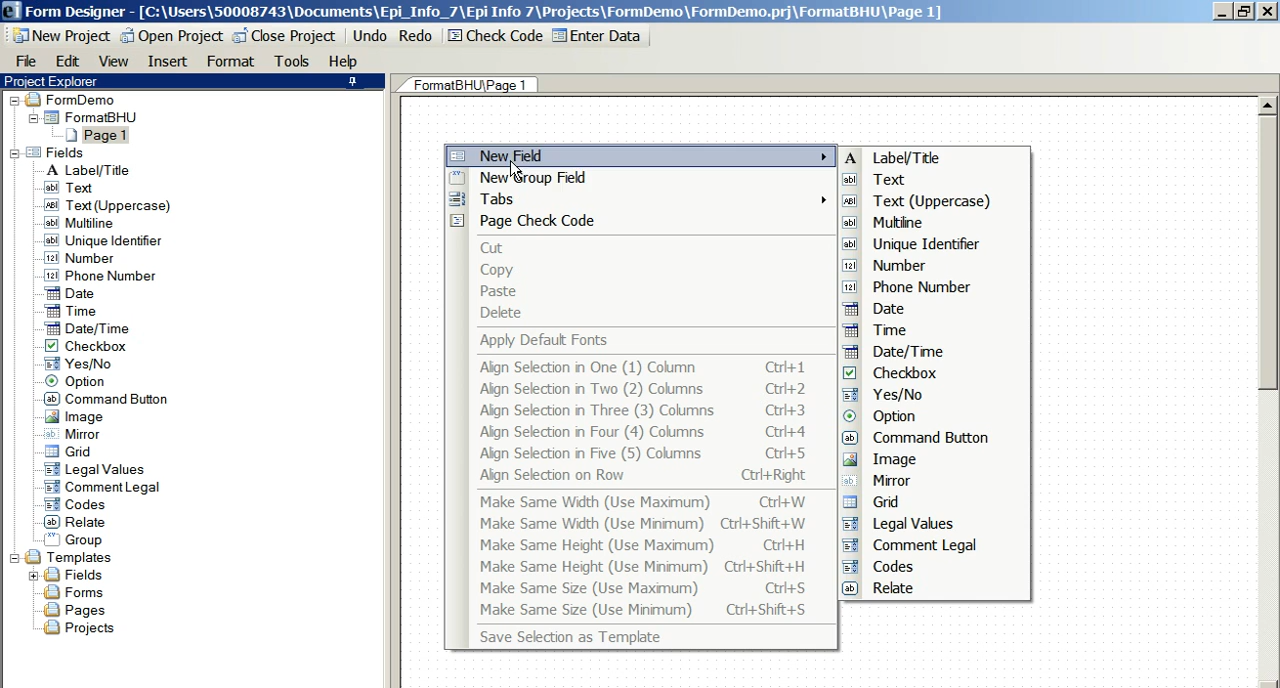 Form Designer - [C:\Users\50008743\Documents\Epi_Info_7\Epi Info 7\Projects\FormDemo\FormDemo.prj\FormatBHU\Page 1]
New Project Open Project Close Project Undo Redo Check Code Enter Data
File Edit View Insert Format Tools Help
Project Explorer
FormDemo
FormatBHU
Page 1
Fields
Label/Title
Text
Text (Uppercase)
Multiline
Unique Identifier
Number
Phone Number
Date
Time
Date/Time
Checkbox
Yes/No
Option
Command Button
Image
Mirror
Grid
Legal Values
Comment Legal
Codes
Relate
Group
Templates
Fields
Forms
Pages
Projects
FormatBHU\Page 1
New Field
New Group Field
Tabs
Page Check Code
Cut
Copy
Paste
Delete
Apply Default Fonts
Align Selection in One (1) Column Ctrl+1
Align Selection in Two (2) Columns Ctrl+2
Align Selection in Three (3) Columns Ctrl+3
Align Selection in Four (4) Columns Ctrl+4
Align Selection in Five (5) Columns Ctrl+5
Align Selection on Row Ctrl+Right
Make Same Width (Use Maximum) Ctrl+W
Make Same Width (Use Minimum) Ctrl+Shift+W
Make Same Height (Use Maximum) Ctrl+H
Make Same Height (Use Minimum) Ctrl+Shift+H
Make Same Size (Use Maximum) Ctrl+S
Make Same Size (Use Minimum) Ctrl+Shift+S
Save Selection as Template
Label/Title
Text
Text (Uppercase)
Multiline
Unique Identifier
Number
Phone Number
Date
Time
Date/Time
Checkbox
Yes/No
Option
Command Button
Image
Mirror
Grid
Legal Values
Comment Legal
Codes
Relate